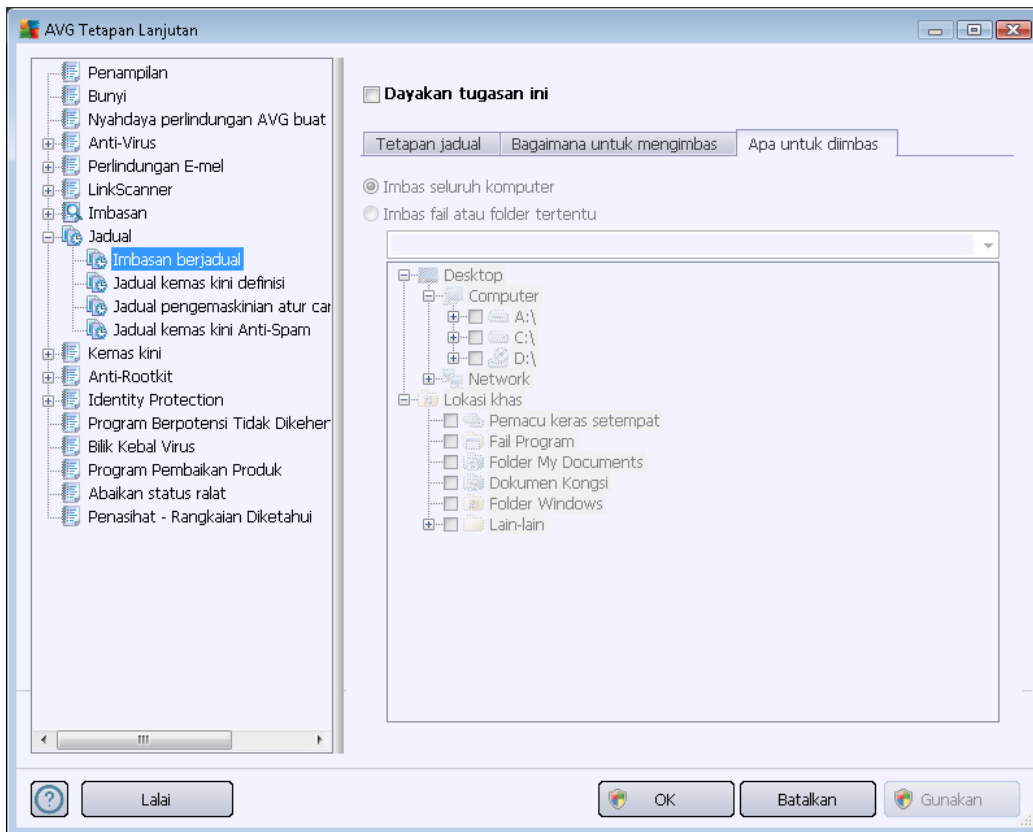 AVG Tetapan Lanjutan
Penampilan
Bunyi
Nyahdaya perlindungan AVG buat
Anti-Virus
Perlindungan E-mel
LinkScanner
Imbasan
Jadual
Imbasan berjadual
Jadual kemas kini definisi
Jadual pengemaskinian atur car
Jadual kemas kini Anti-Spam
Kemas kini
Anti-Rootkit
Identity Protection
Program Berpotensi Tidak Dikeher
Bilik Kebal Virus
Program Pembaikan Produk
Abaikan status ralat
Penasihat - Rangkaian Diketahui
Dayakan tugasan ini
Tetapan jadual Bagaimana untuk mengimbas Apa untuk diimbas
Imbas seluruh komputer
Imbas fail atau folder tertentu
Desktop
Computer
A:\
C:\
D:\
Network
Lokasi khas
Pemacu keras setempat
Fail Program
Folder My Documents
Dokumen Kongsi
Folder Windows
Lain-lain
? Lalai OK Batalkan Gunakan